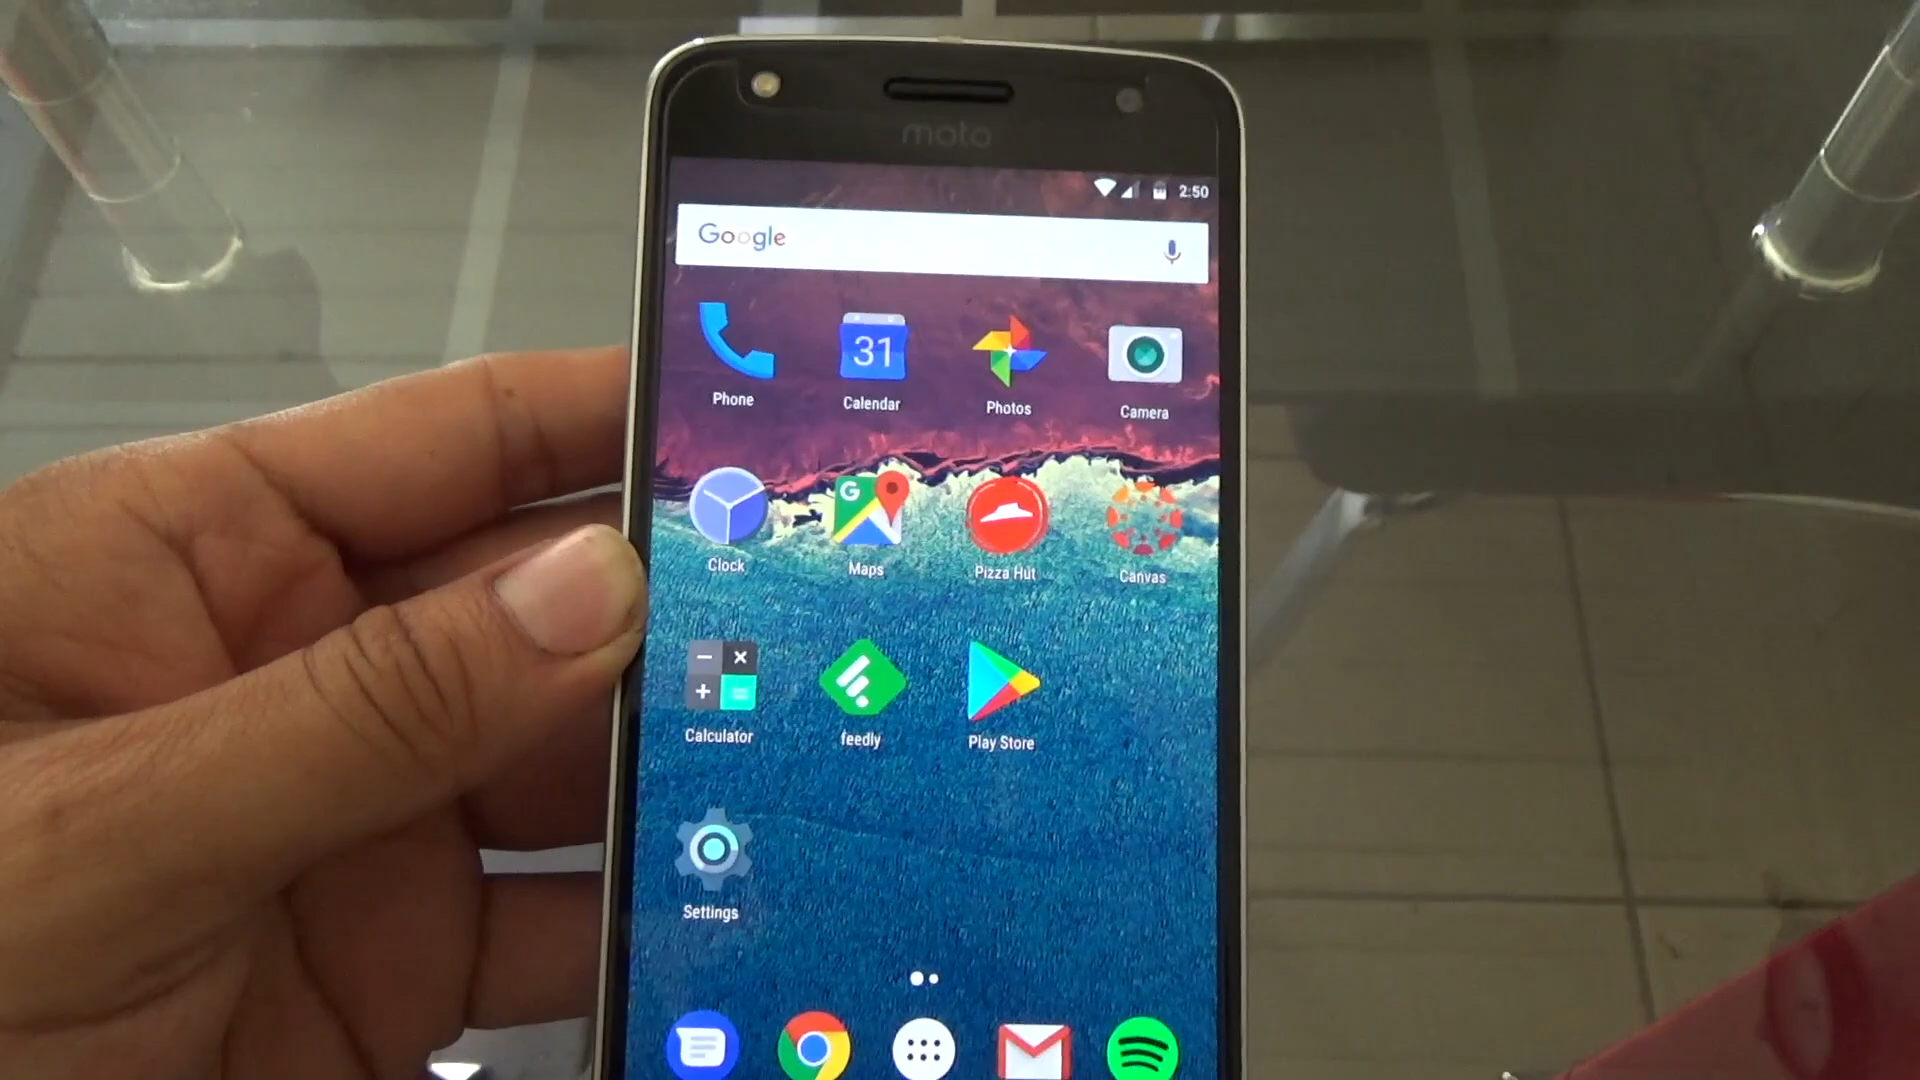 moto
2:50
Google
31
Phone
Calendar
Photos
Camera
G
Clock
Maps
Pizza Hut
Canvas
− ×
+ =
Calculator
feedly
Play Store
Settings